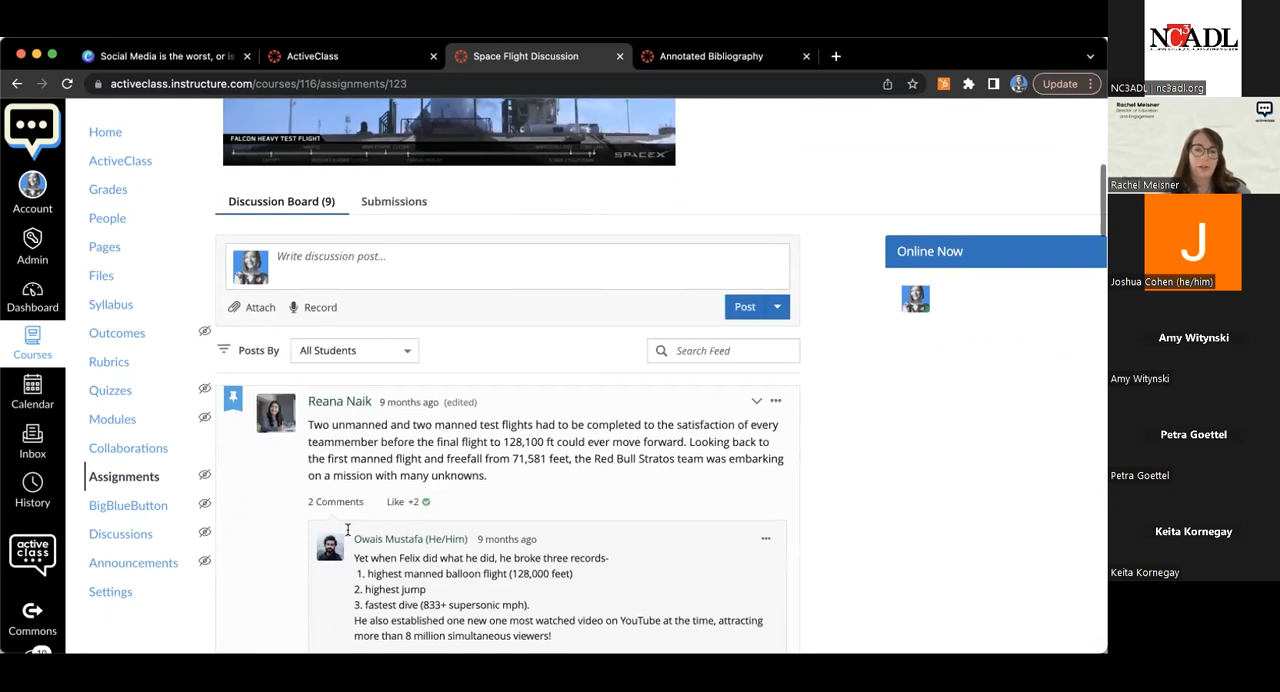 Social Media is the worst, or is
ActiveClass
Space Flight Discussion
Annotated Bibliography
activeclass.instructure.com/courses/116/assignments/123
Update
Account
Admin
Dashboard
Courses
Calendar
Inbox
History
active
class
Commons
Home
ActiveClass
Grades
People
Pages
Files
Syllabus
Outcomes
Rubrics
Quizzes
Modules
Collaborations
Assignments
BigBlueButton
Discussions
Announcements
Settings
FALCON HEAVY TEST FLIGHT
SPACEX
Discussion Board (9) Submissions
Write discussion post...
Attach Record
Post
Posts By All Students
Search Feed
Reana Naik 9 months ago (edited)
Two unmanned and two manned test flights had to be completed to the satisfaction of every
teammember before the final flight to 128,100 ft could ever move forward. Looking back to
the first manned flight and freefall from 71,581 feet, the Red Bull Stratos team was embarking
on a mission with many unknowns.
2 Comments Like +2
Owais Mustafa (He/Him) 9 months ago
Yet when Felix did what he did, he broke three records-
1. highest manned balloon flight (128,000 feet)
2. highest jump
3. fastest dive (833+ supersonic mph).
He also established one new one most watched video on YouTube at the time, attracting
more than 8 million simultaneous viewers!
Online Now
NC3ADL
NC3ADL | nc3adl.org
Rachel Meisner
Director of Education
and Engagement
activeclass
Rachel Meisner
J
Joshua Cohen (he/him)
Amy Witynski
Amy Witynski
Petra Goettel
Petra Goettel
Keita Kornegay
Keita Kornegay